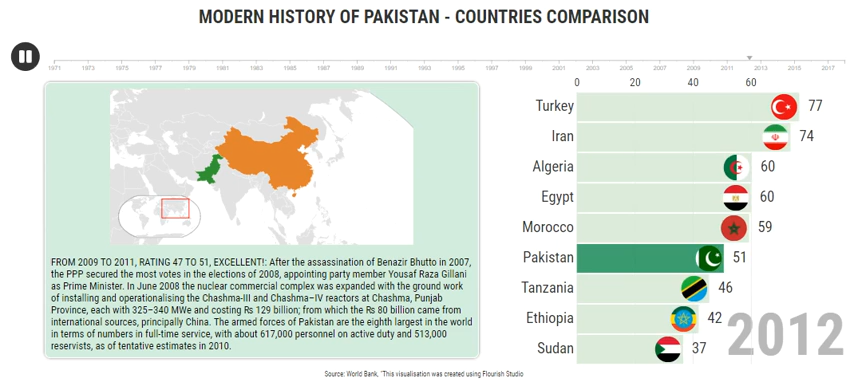 MODERN HISTORY OF PAKISTAN - COUNTRIES COMPARISON
1971 1973 1975 1977 1979 1981 1983 1985 1987 1989 1991 1993 1995 1997 1999 2001 2003 2005 2007 2009 2011 2013 2015 2017
0 20 40 60
Turkey 77
Iran 74
Algeria 60
Egypt 60
Morocco 59
Pakistan 51
Tanzania 46
Ethiopia 42
Sudan 37
2012
FROM 2009 TO 2011, RATING 47 TO 51, EXCELLENT!: After the assassination of Benazir Bhutto in 2007,
the PPP secured the most votes in the elections of 2008, appointing party member Yousaf Raza Gillani
as Prime Minister. In June 2008 the nuclear commercial complex was expanded with the ground work
of installing and operationalising the Chashma-III and Chashma–IV reactors at Chashma, Punjab
Province, each with 325–340 MWe and costing Rs 129 billion; from which the Rs 80 billion came from
international sources, principally China. The armed forces of Pakistan are the eighth largest in the world
in terms of numbers in full-time service, with about 617,000 personnel on active duty and 513,000
reservists, as of tentative estimates in 2010.
Source: World Bank, "This visualisation was created using Flourish Studio